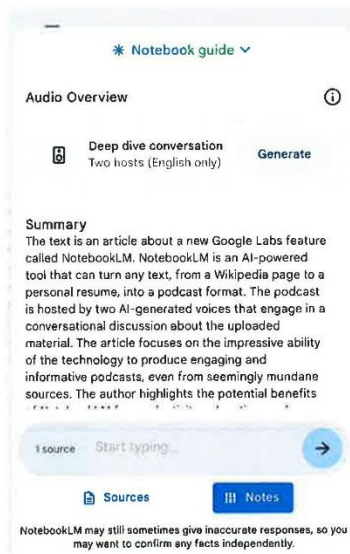 Notebook guide
Audio Overview
Deep dive conversation
Two hosts (English only)
Generate
Summary
The text is an article about a new Google Labs feature
called NotebookLM. NotebookLM is an AI-powered
tool that can turn any text, from a Wikipedia page to a
personal resume, into a podcast format. The podcast
is hosted by two AI-generated voices that engage in a
conversational discussion about the uploaded
material. The article focuses on the impressive ability
of the technology to produce engaging and
informative podcasts, even from seemingly mundane
sources. The author highlights the potential benefits
1 source
Start typing...
Sources
Notes
NotebookLM may still sometimes give inaccurate responses, so you
may want to confirm any facts independently.